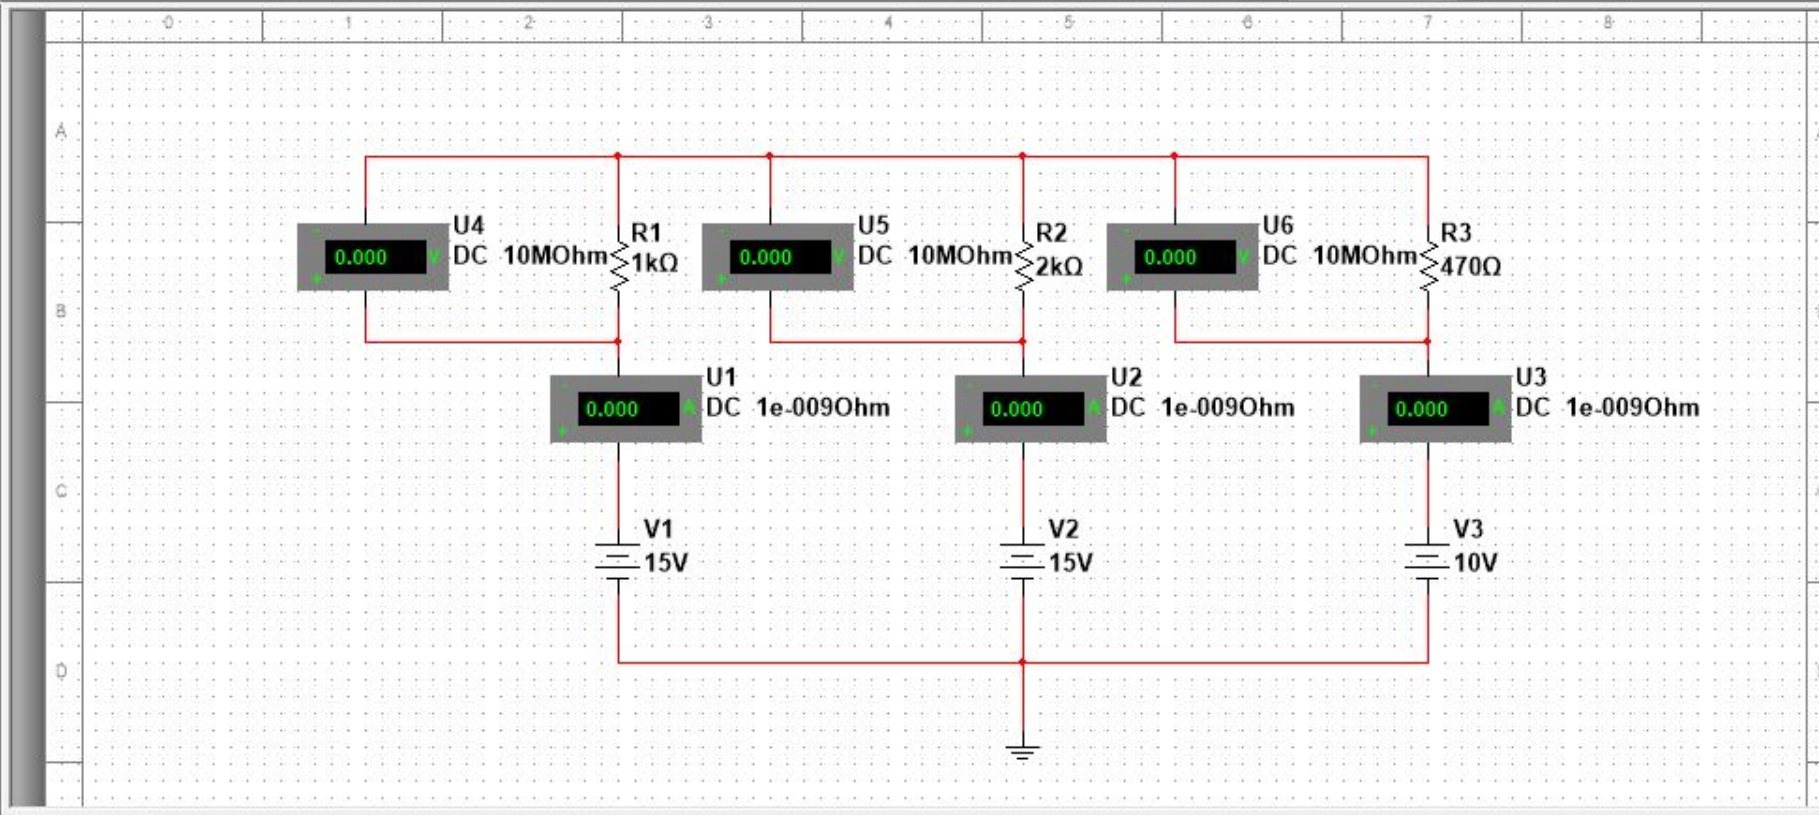 0 1 2 3 4 5 6 7 8
A
B
C
D
U4
DC 10MOhm
- 0.000 V +
R1
1kΩ
U5
DC 10MOhm
- 0.000 V +
R2
2kΩ
U6
DC 10MOhm
- 0.000 V +
R3
470Ω
U1
DC 1e-009Ohm
- 0.000 A +
U2
DC 1e-009Ohm
- 0.000 A +
U3
DC 1e-009Ohm
- 0.000 A +
V1
15V
V2
15V
V3
10V